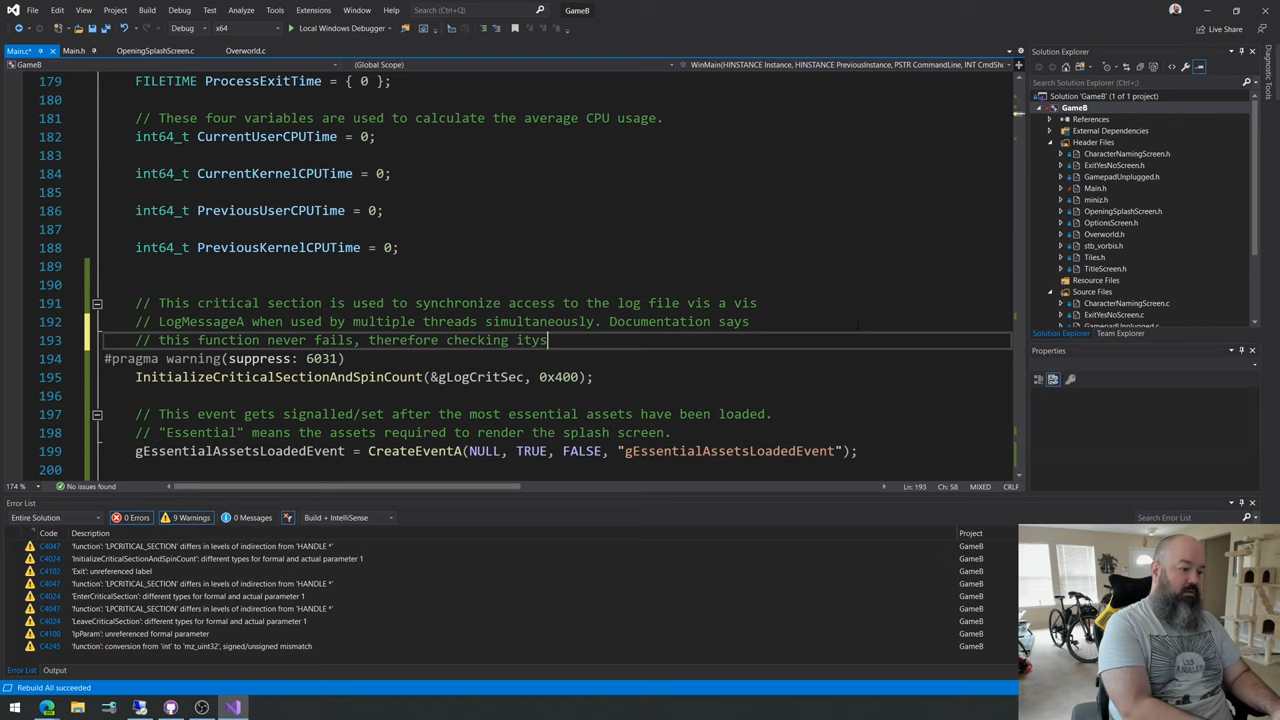 File Edit View Git Project Build Debug Test Analyze Tools Extensions Window Help Search (Ctrl+Q) GameB
Debug x64 Local Windows Debugger Live Share
Main.c* Main.h OpeningSplashScreen.c Overworld.c
GameB (Global Scope) WinMain(HINSTANCE Instance, HINSTANCE PreviousInstance, PSTR CommandLine, INT CmdSho
179 FILETIME ProcessExitTime = { 0 };
180
181 // These four variables are used to calculate the average CPU usage.
182 int64_t CurrentUserCPUTime = 0;
183
184 int64_t CurrentKernelCPUTime = 0;
185
186 int64_t PreviousUserCPUTime = 0;
187
188 int64_t PreviousKernelCPUTime = 0;
189
190
191 // This critical section is used to synchronize access to the log file vis a vis
192 // LogMessageA when used by multiple threads simultaneously. Documentation says
193 // this function never fails, therefore checking itys
194 #pragma warning(suppress: 6031)
195 InitializeCriticalSectionAndSpinCount(&gLogCritSec, 0x400);
196
197 // This event gets signalled/set after the most essential assets have been loaded.
198 // "Essential" means the assets required to render the splash screen.
199 gEssentialAssetsLoadedEvent = CreateEventA(NULL, TRUE, FALSE, "gEssentialAssetsLoadedEvent");
200
174 % No issues found Ln: 193 Ch: 58 MIXED CRLF
Solution Explorer
Search Solution Explorer (Ctrl+;)
Solution 'GameB' (1 of 1 project)
GameB
References
External Dependencies
Header Files
CharacterNamingScreen.h
ExitYesNoScreen.h
GamepadUnplugged.h
Main.h
miniz.h
OpeningSplashScreen.h
OptionsScreen.h
Overworld.h
stb_vorbis.h
Tiles.h
TitleScreen.h
Resource Files
Source Files
CharacterNamingScreen.c
ExitYesNoScreen.c
GamepadUnplugged.c
Solution Explorer Team Explorer
Properties
Diagnostic Tools
Error List
Entire Solution 0 Errors 9 Warnings 0 Messages Build + IntelliSense Search Error List
Code Description Project
C4047 'function': 'LPCRITICAL_SECTION' differs in levels of indirection from 'HANDLE *' GameB
C4024 'InitializeCriticalSectionAndSpinCount': different types for formal and actual parameter 1 GameB
C4102 'Exit': unreferenced label GameB
C4047 'function': 'LPCRITICAL_SECTION' differs in levels of indirection from 'HANDLE *' GameB
C4024 'EnterCriticalSection': different types for formal and actual parameter 1 GameB
C4047 'function': 'LPCRITICAL_SECTION' differs in levels of indirection from 'HANDLE *' GameB
C4024 'LeaveCriticalSection': different types for formal and actual parameter 1 GameB
C4100 'lpParam': unreferenced formal parameter GameB
C4245 'function': conversion from 'int' to 'mz_uint32', signed/unsigned mismatch GameB
Error List Output
Rebuild All succeeded
LOS ANGELES